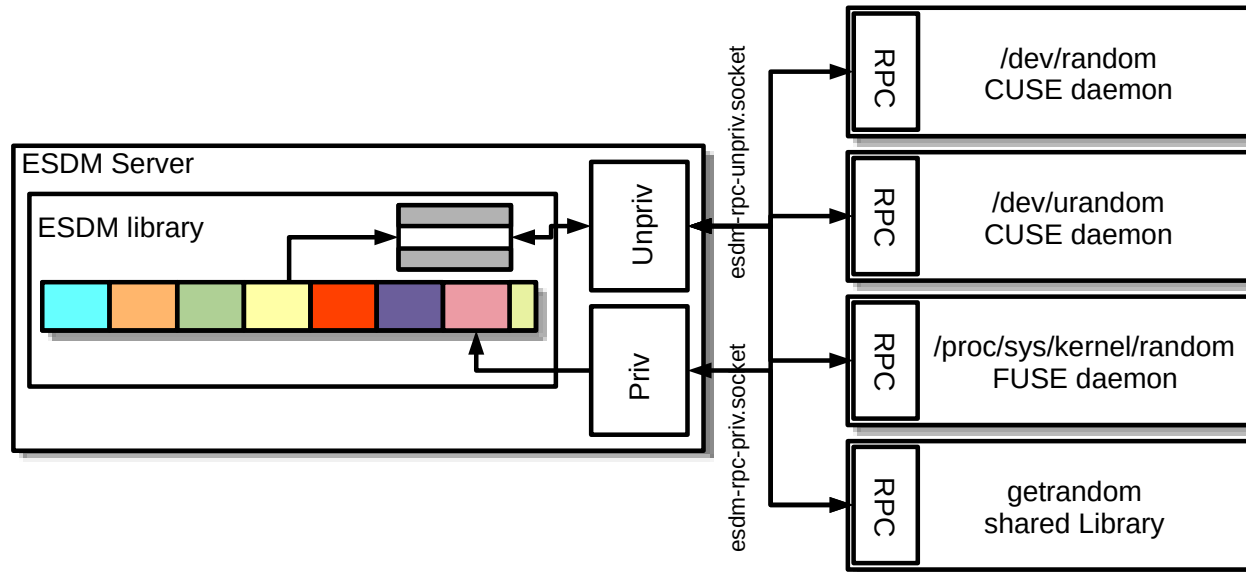 ESDM Server
ESDM library
Unpriv
Priv
esdm-rpc-unpriv.socket
esdm-rpc-priv.socket
RPC
/dev/random
CUSE daemon
RPC
/dev/urandom
CUSE daemon
RPC
/proc/sys/kernel/random
FUSE daemon
RPC
getrandom
shared Library